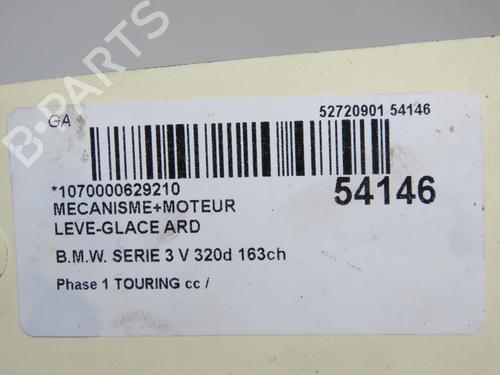 B-PARTS
GA
52720901 54146
*1070000629210
54146
MECANISME+MOTEUR
LEVE-GLACE ARD
B.M.W. SERIE 3 V 320d 163ch
Phase 1 TOURING cc /